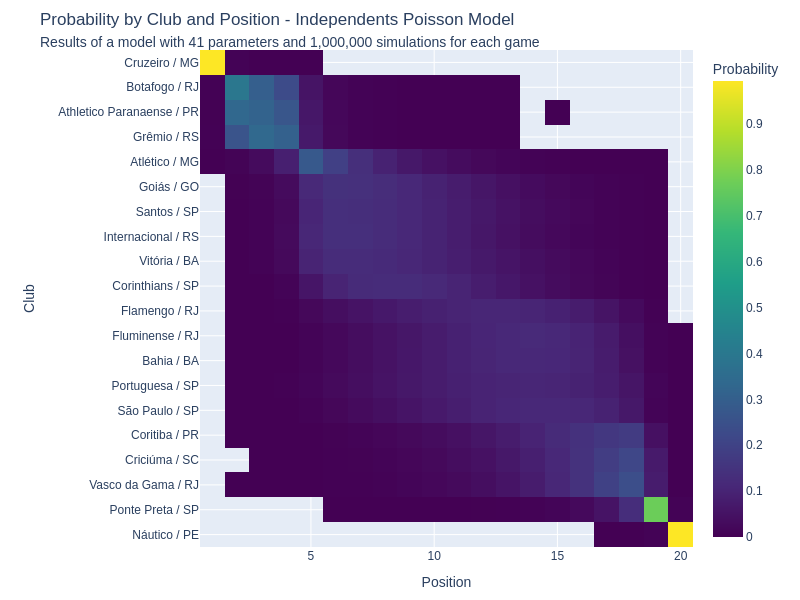 Probability by Club and Position - Independents Poisson Model
Results of a model with 41 parameters and 1,000,000 simulations for each game
Probability
Cruzeiro / MG
Botafogo / RJ
Athletico Paranaense / PR
Grêmio / RS
Atlético / MG
Goiás / GO
Santos / SP
Internacional / RS
Vitória / BA
Corinthians / SP
Flamengo / RJ
Fluminense / RJ
Bahia / BA
Portuguesa / SP
São Paulo / SP
Coritiba / PR
Criciúma / SC
Vasco da Gama / RJ
Ponte Preta / SP
Náutico / PE
Club
5
10
15
20
Position
0.9
0.8
0.7
0.6
0.5
0.4
0.3
0.2
0.1
0